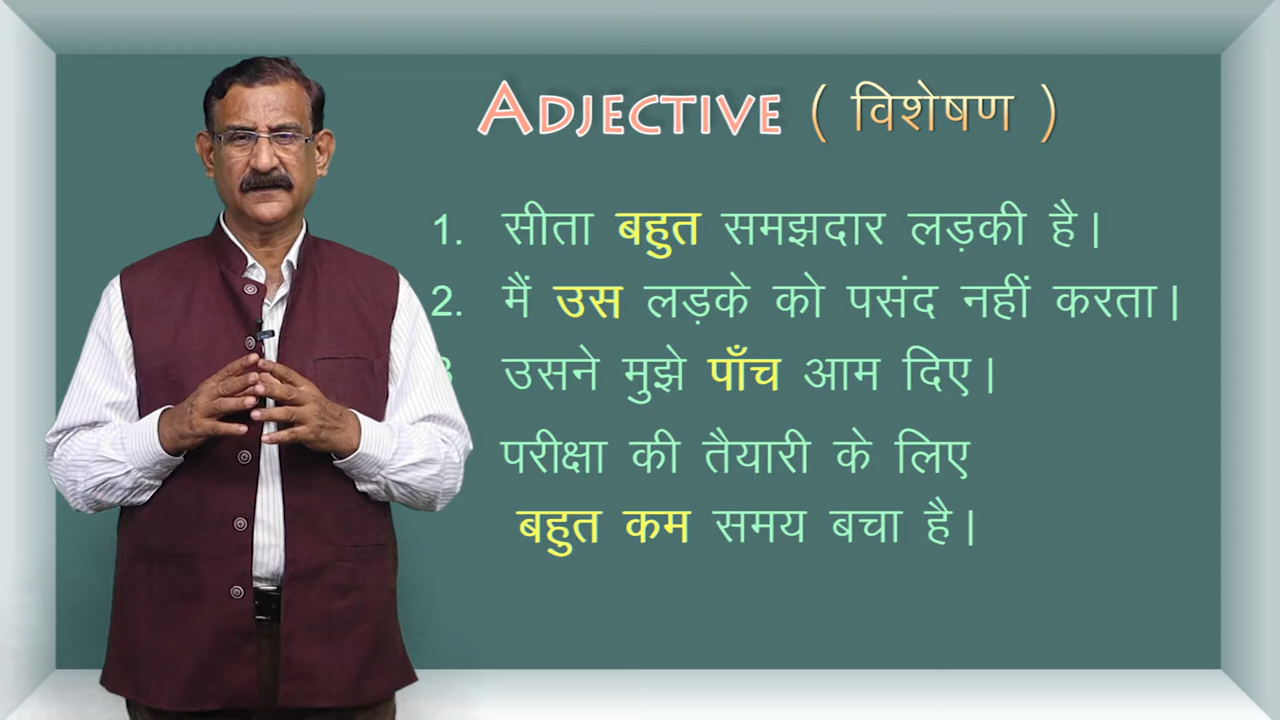 ADJECTIVE ( विशेषण )
1. सीता बहुत समझदार लड़की है।
2. मैं उस लड़के को पसंद नहीं करता।
3 उसने मुझे पाँच आम दिए।
परीक्षा की तैयारी के लिए
बहुत कम समय बचा है।